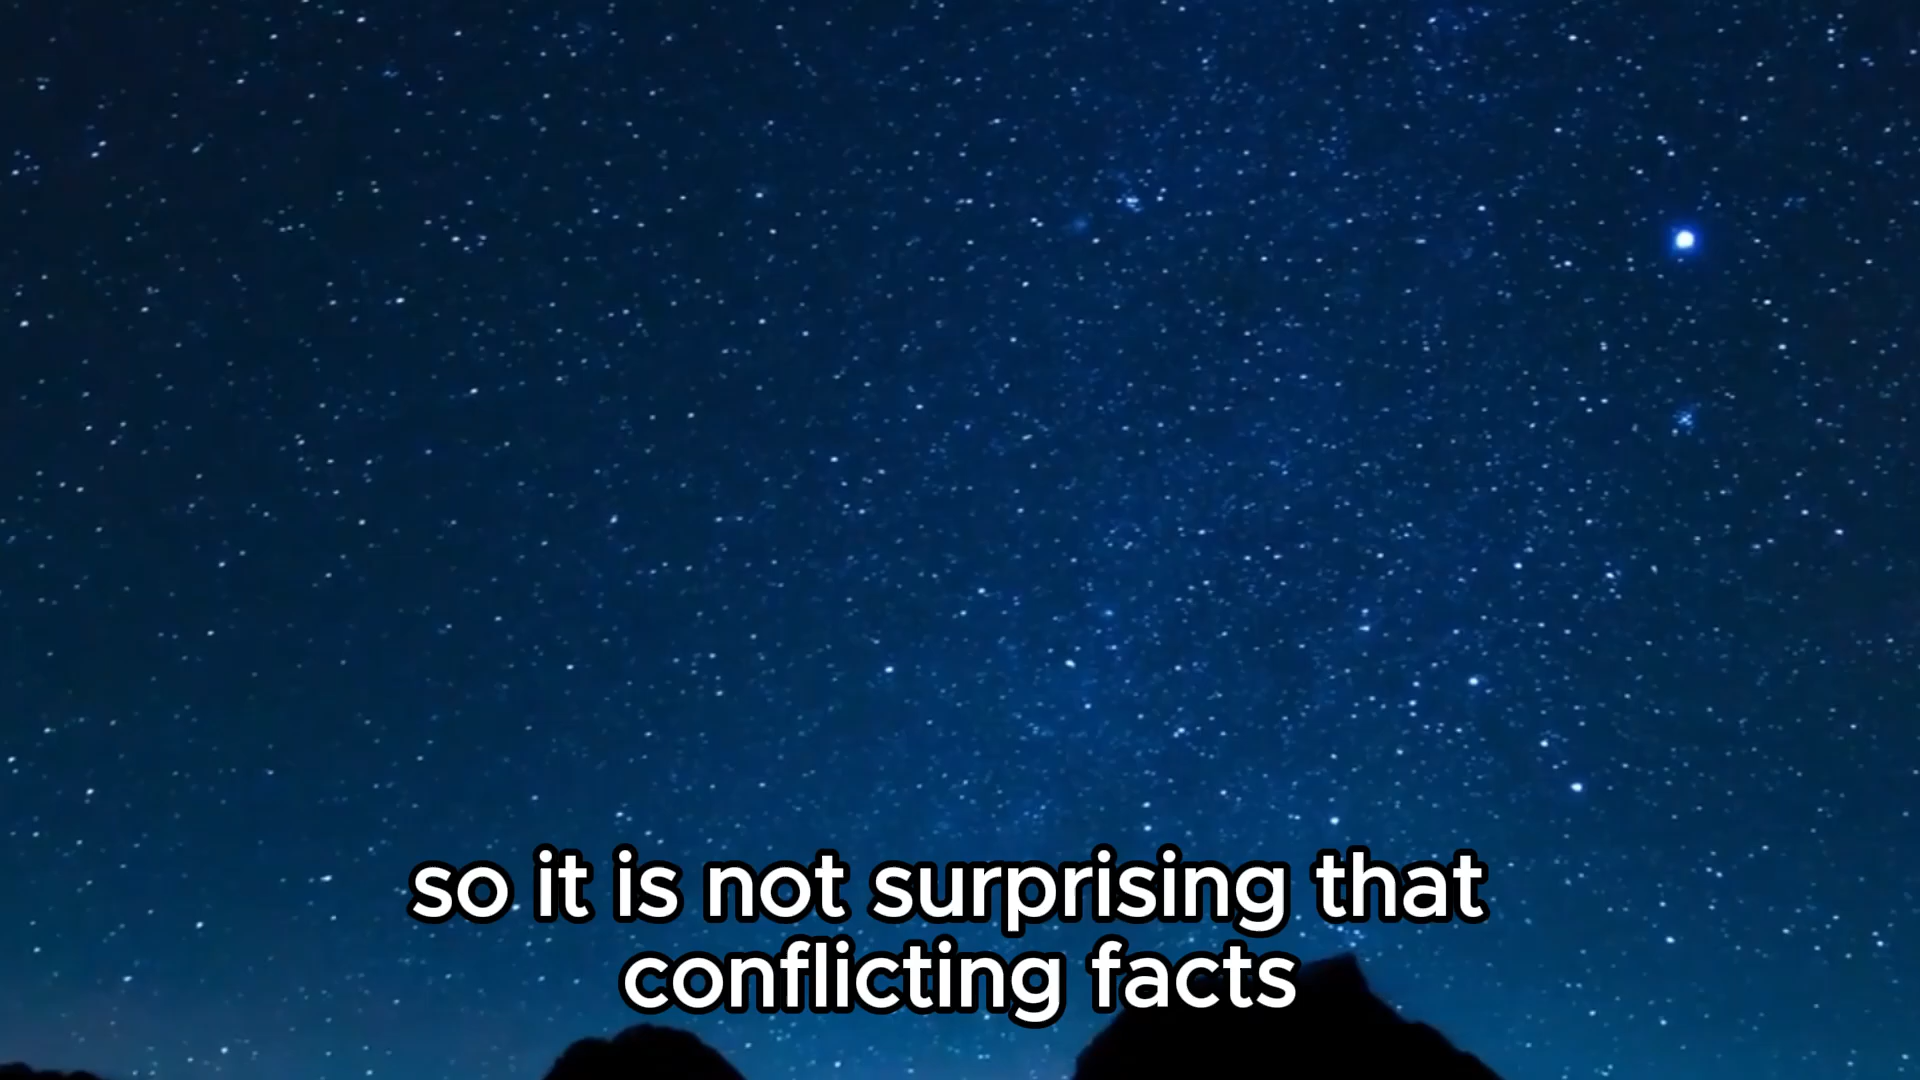 so it is not surprising that
conflicting facts